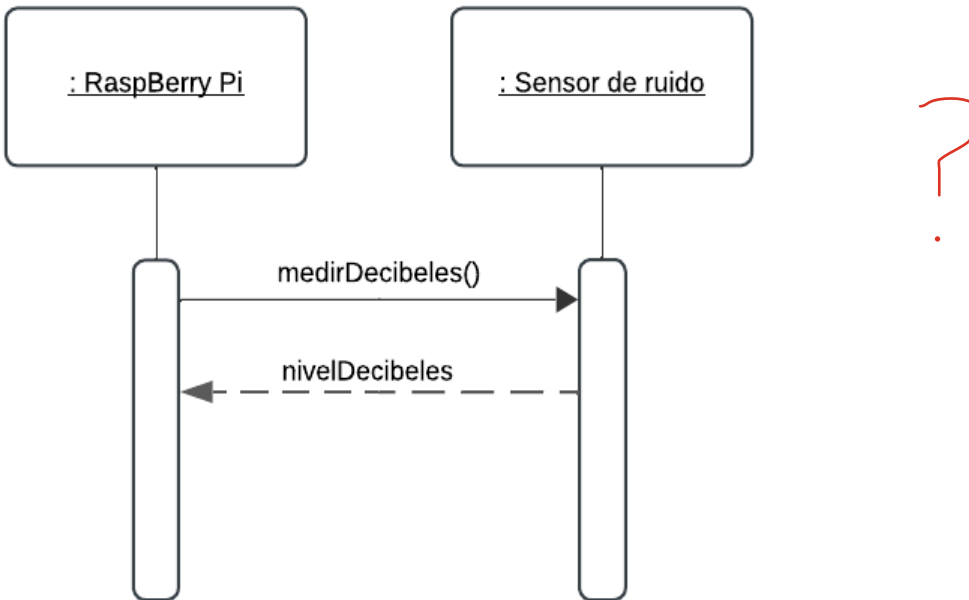 : RaspBerry Pi
: Sensor de ruido
?
medirDecibeles()
nivelDecibeles